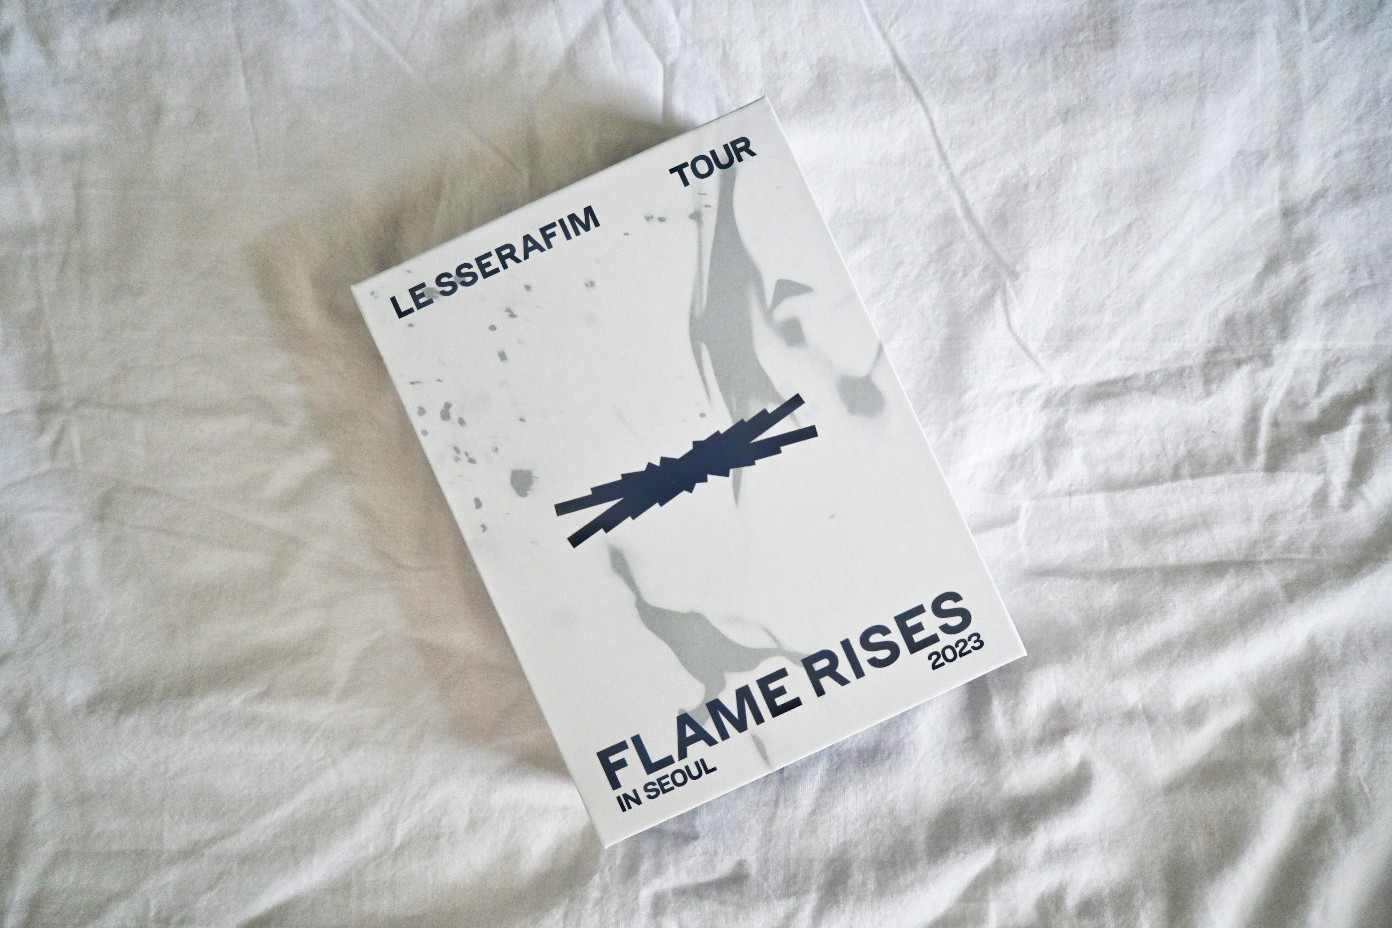 LE SSERAFIM TOUR
FLAME RISES
IN SEOUL 2023